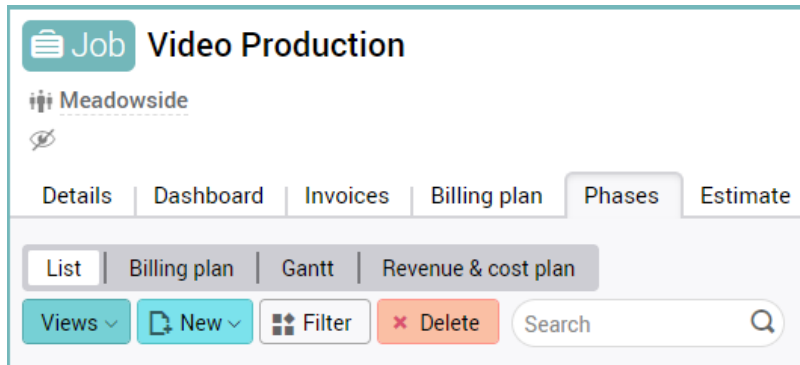 Job Video Production
Meadowside
Details Dashboard Invoices Billing plan Phases Estimate
List Billing plan Gantt Revenue & cost plan
Views New Filter Delete Search